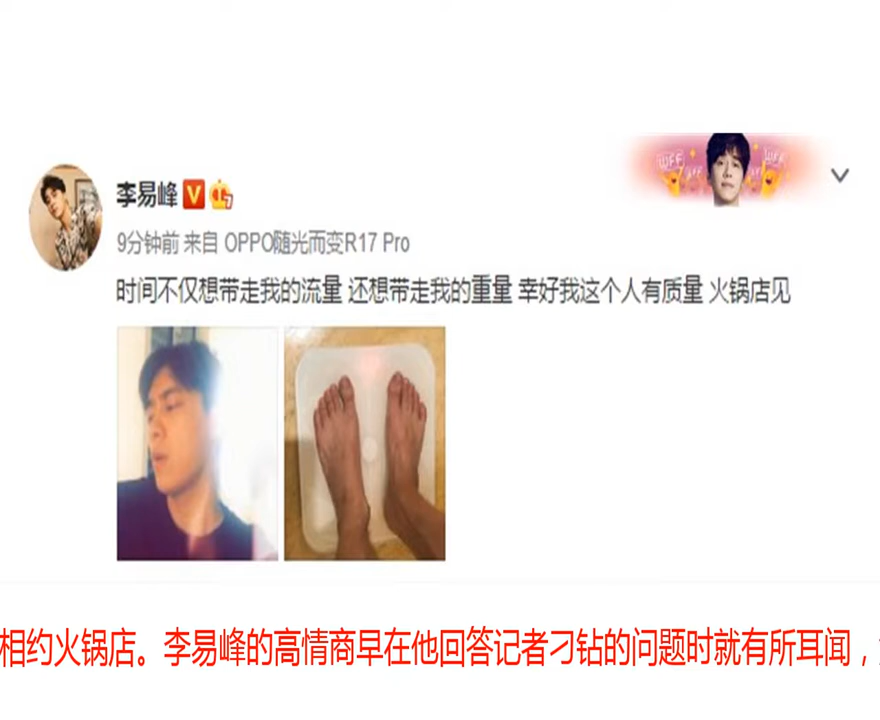 李易峰
9分钟前 来自 OPPO随光而变R17 Pro
时间不仅想带走我的流量 还想带走我的重量 幸好我这个人有质量 火锅店见
相约火锅店。李易峰的高情商早在他回答记者刁钻的问题时就有所耳闻，